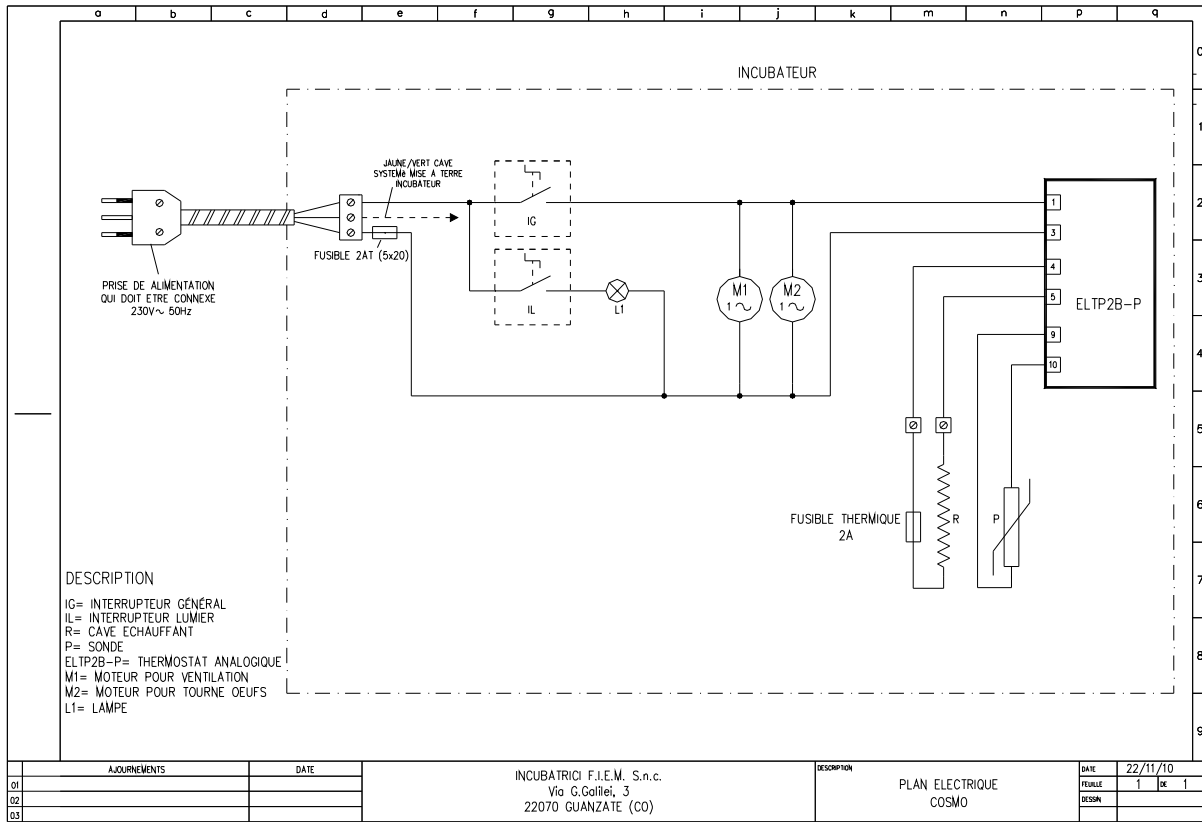 a b c d e f g h i j k m n p q
0
1
2
3
4
5
6
7
8
9
INCUBATEUR
JAUNE/VERT CAVE
SYSTEMè MISE A TERRE
INCUBATEUR
IG
FUSIBLE 2AT (5x20)
PRISE DE ALIMENTATION
QUI DOIT ETRE CONNEXE
230V~ 50Hz
IL
L1
M1
1~
M2
1~
1
3
4
5
9
10
ELTP2B-P
FUSIBLE THERMIQUE
2A
R
P
DESCRIPTION
IG= INTERRUPTEUR GÉNÉRAL
IL= INTERRUPTEUR LUMIER
R= CAVE ECHAUFFANT
P= SONDE
ELTP2B-P= THERMOSTAT ANALOGIQUE
M1= MOTEUR POUR VENTILATION
M2= MOTEUR POUR TOURNE OEUFS
L1= LAMPE
AJOURNEMENTS DATE
01
02
03
INCUBATRICI F.I.E.M. S.n.c.
Via G.Galilei, 3
22070 GUANZATE (CO)
DESCRIPTION
PLAN ELECTRIQUE
COSMO
DATE 22/11/10
FEUILLE 1 DE 1
DESSIN